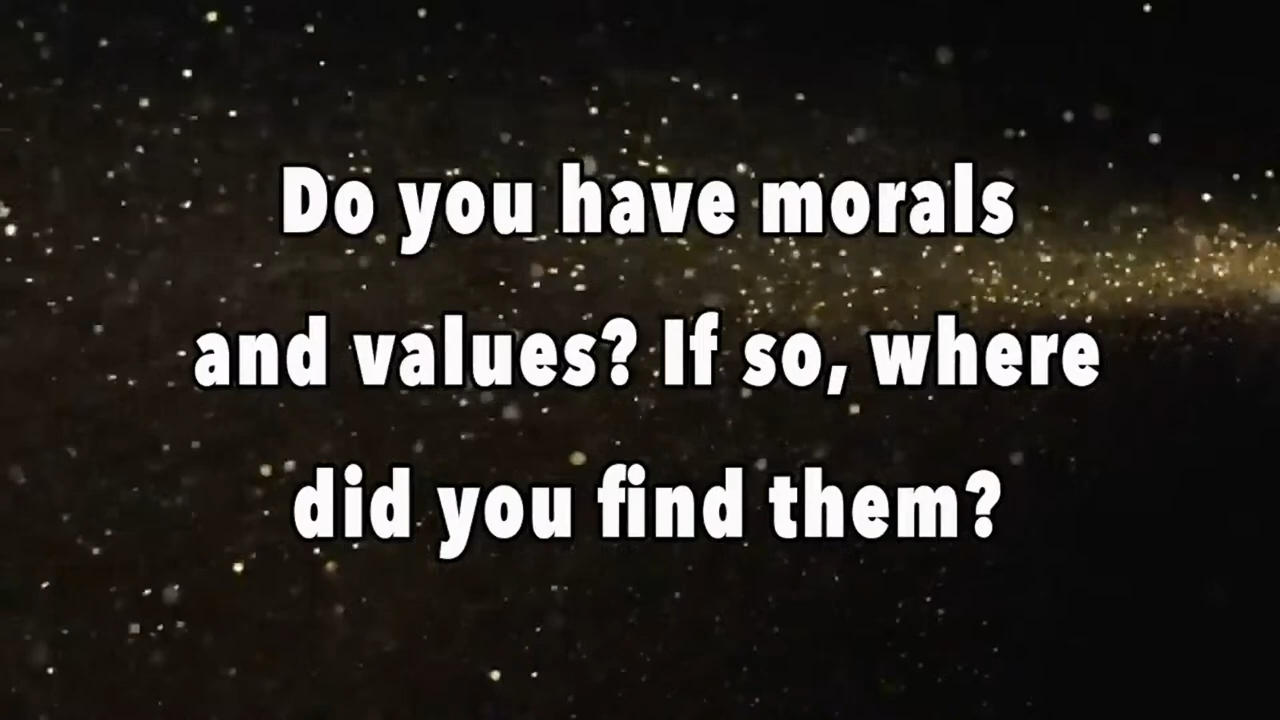 Do you have morals
and values? If so, where
did you find them?